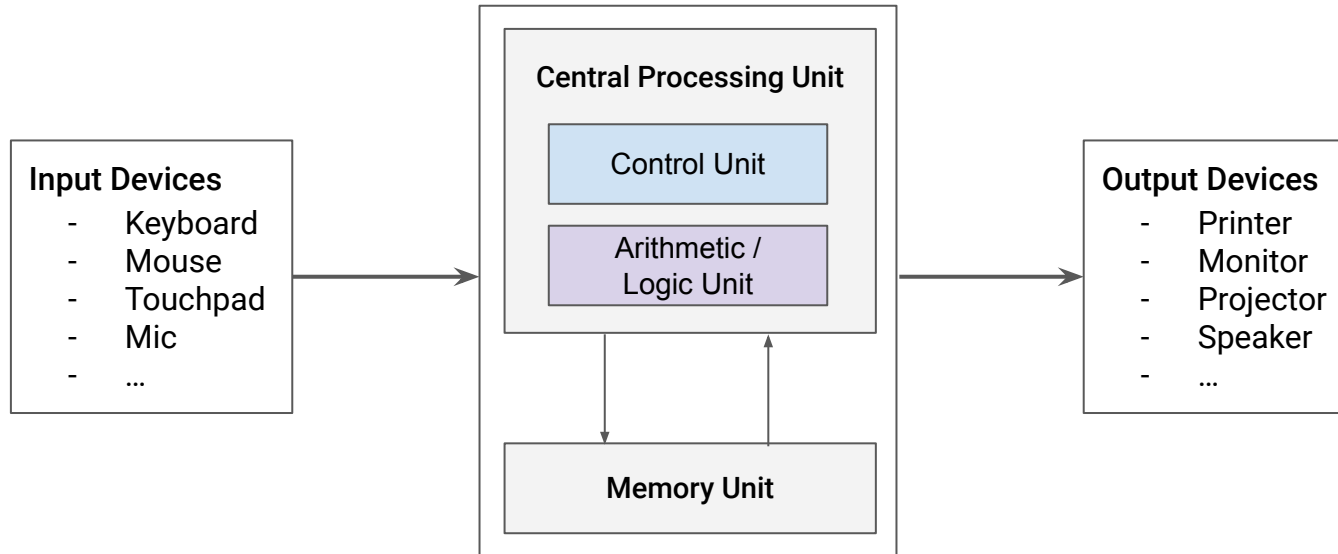 Input Devices
- Keyboard
- Mouse
- Touchpad
- Mic
- …
Central Processing Unit
Control Unit
Arithmetic /
Logic Unit
Memory Unit
Output Devices
- Printer
- Monitor
- Projector
- Speaker
- …